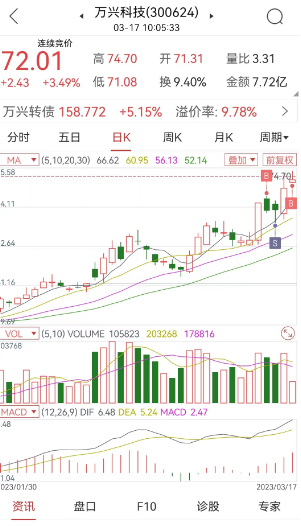 万兴科技(300624)
03-17 10:05:33
连续竞价
72.01 高 74.70 开 71.31 量比 3.31
+2.43 +3.49% 低 71.08 换 9.40% 金额 7.72亿
万兴转债 158.772 +5.15% 溢价率: 9.78%
分时 五日 日K 周K 月K 周期
MA (5,10,20,30) 66.62 60.95 56.13 52.14 叠加 前复权
5.58 B 74.70
4.11 B
2.64 S
1.16
9.69
VOL (5,10) VOLUME 105823 203268 178816
03768
MACD (12,26,9) DIF 6.48 DEA 5.24 MACD 2.47
.48
1.04
023/01/30 2023/03/17
资讯 盘口 F10 诊股 专家